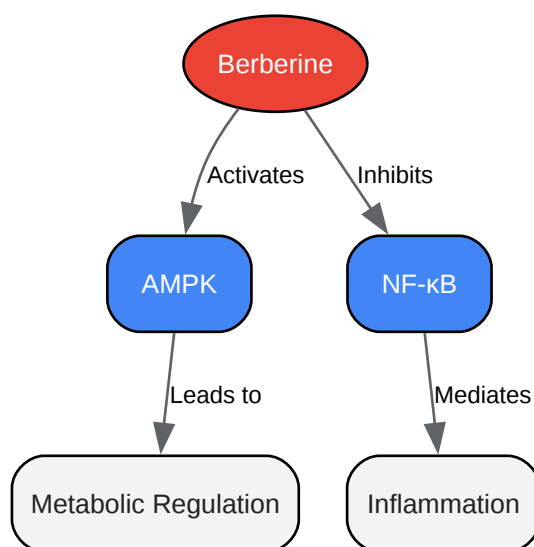 Berberine
Activates
Inhibits
AMPK
NF-κB
Leads to
Mediates
Metabolic Regulation
Inflammation